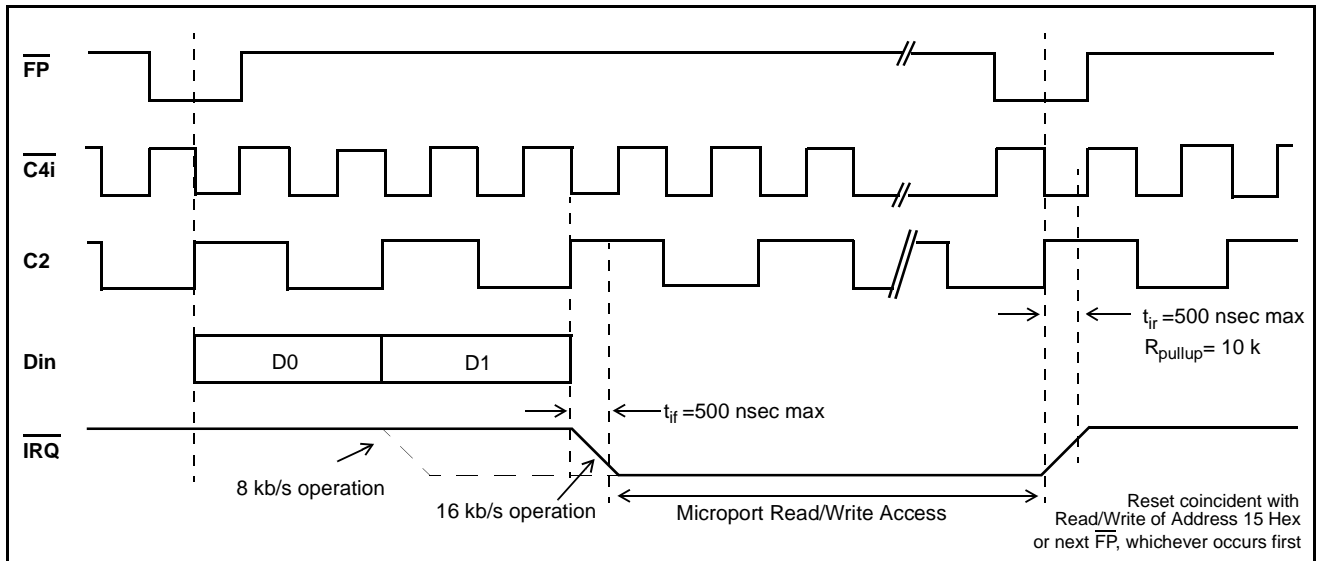 FP
C4i
C2
tir =500 nsec max
Rpullup= 10 k
Din
D0
D1
tif =500 nsec max
IRQ
8 kb/s operation
16 kb/s operation
Microport Read/Write Access
Reset coincident with
Read/Write of Address 15 Hex
or next FP, whichever occurs first